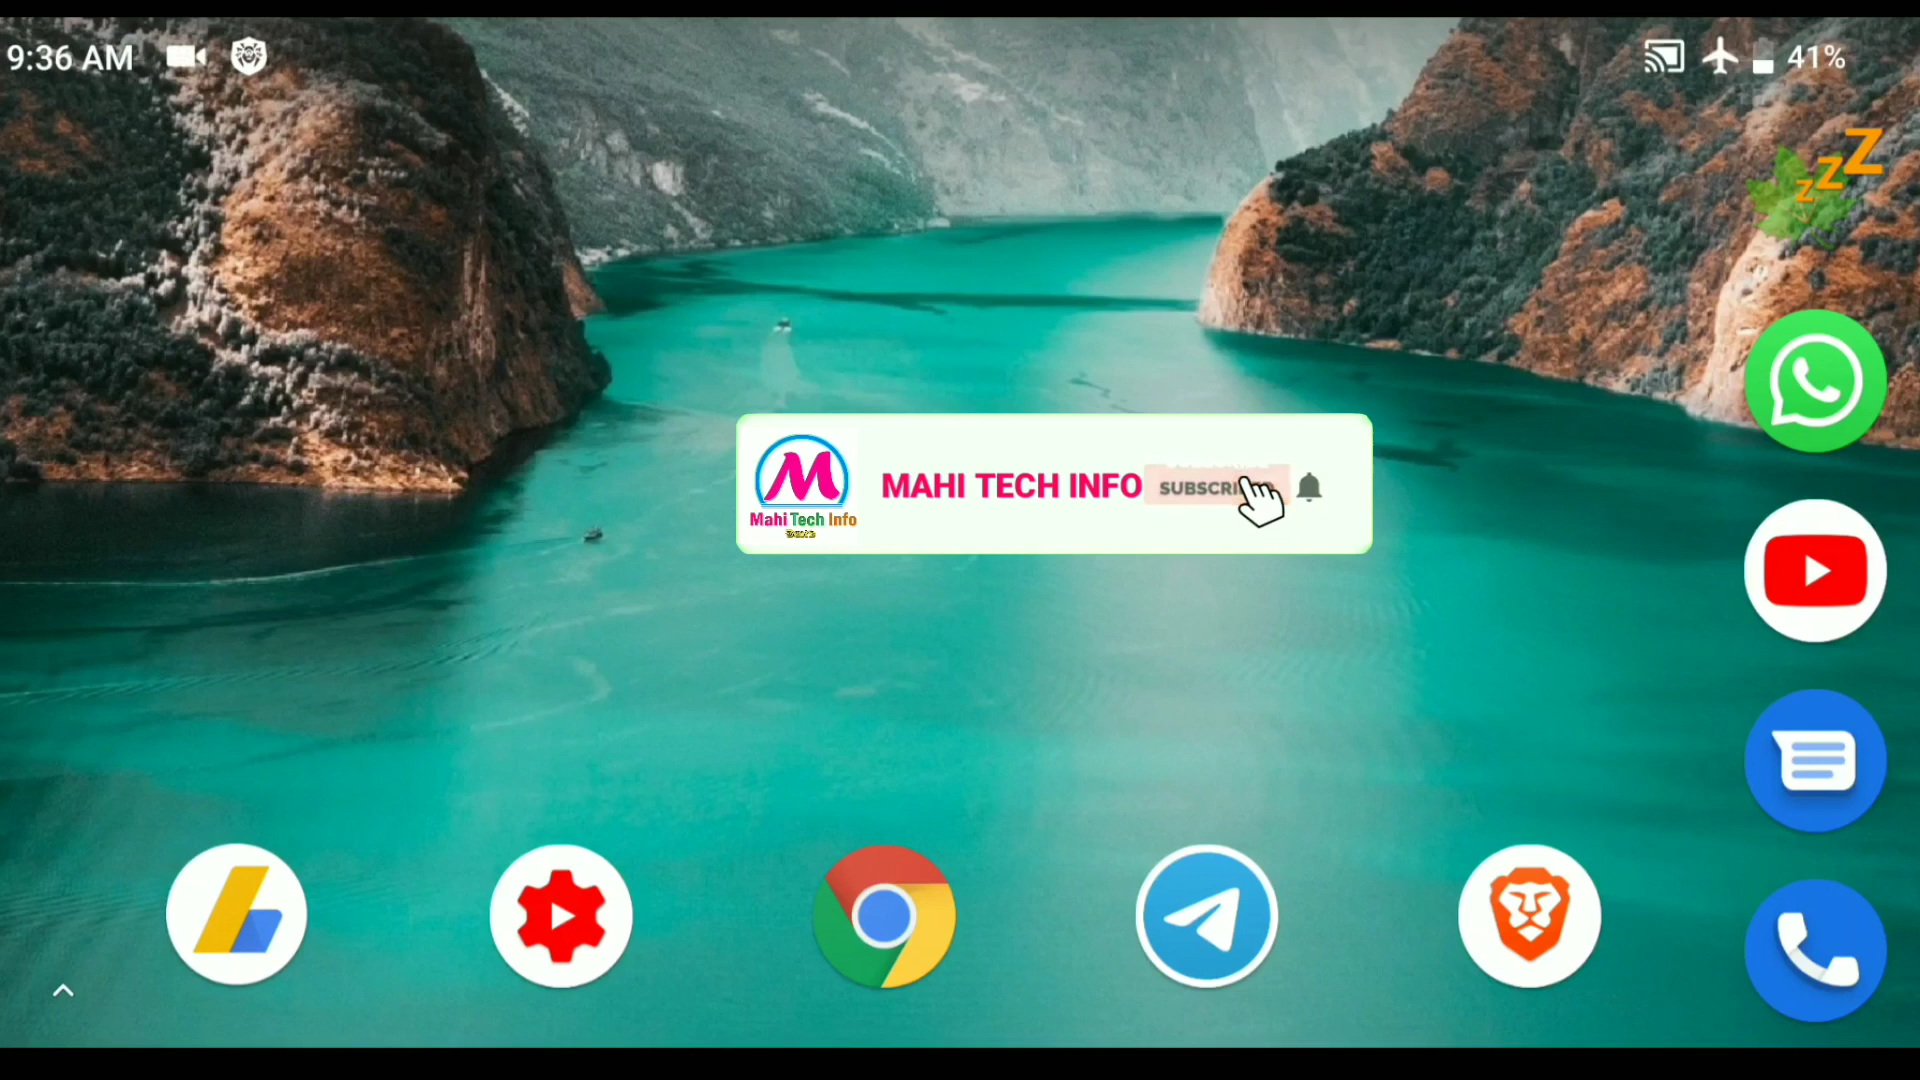 9:36 AM
41%
z z Z
MAHI TECH INFO
M
Mahi Tech Info
తెలుగు